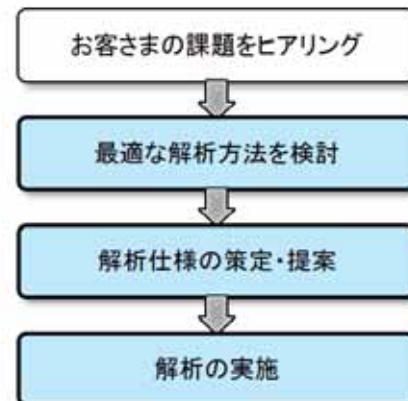 お客さまの課題をヒアリング
最適な解析方法を検討
解析仕様の策定・提案
解析の実施